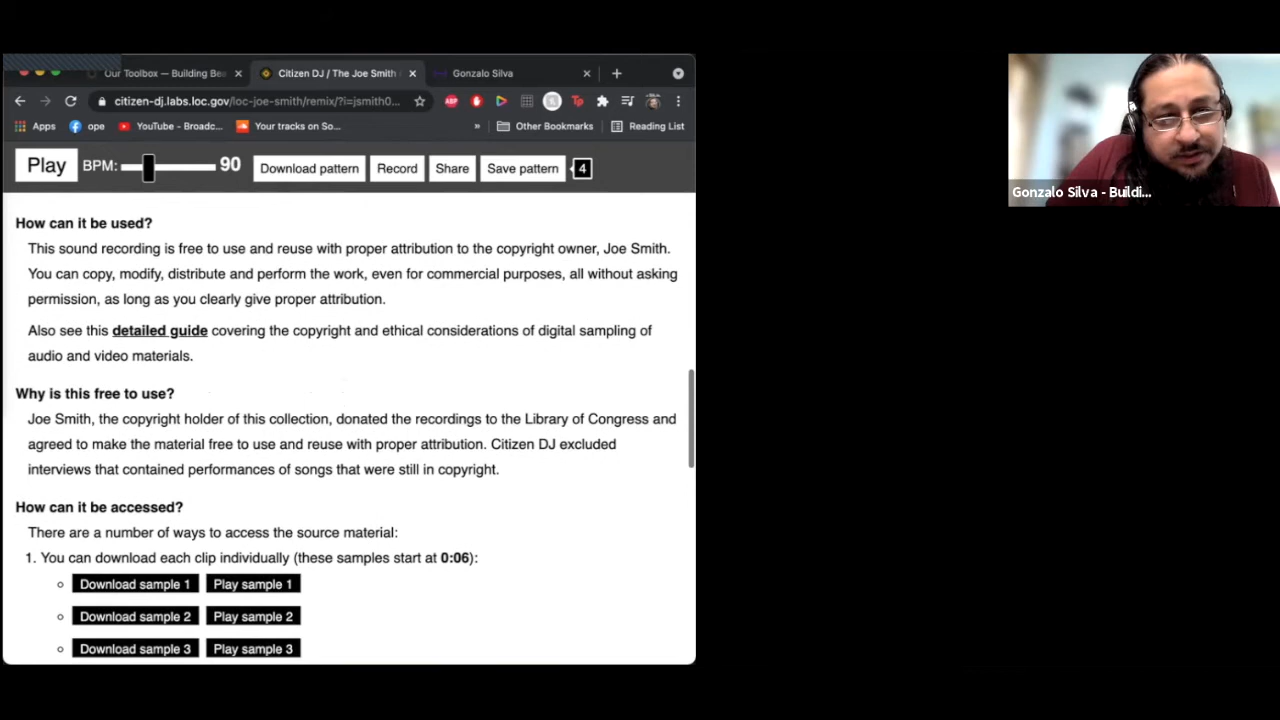 Our Toolbox — Building Be
Citizen DJ / The Joe Smith
Gonzalo Silva
citizen-dj.labs.loc.gov/loc-joe-smith/remix/?i=jsmith0...
ABP
Tp
Apps
ope
YouTube - Broadc...
Your tracks on So...
»
Other Bookmarks
Reading List
Play
BPM:
90
Download pattern
Record
Share
Save pattern
4
How can it be used?
This sound recording is free to use and reuse with proper attribution to the copyright owner, Joe Smith.
You can copy, modify, distribute and perform the work, even for commercial purposes, all without asking
permission, as long as you clearly give proper attribution.
Also see this detailed guide covering the copyright and ethical considerations of digital sampling of
audio and video materials.
Why is this free to use?
Joe Smith, the copyright holder of this collection, donated the recordings to the Library of Congress and
agreed to make the material free to use and reuse with proper attribution. Citizen DJ excluded
interviews that contained performances of songs that were still in copyright.
How can it be accessed?
There are a number of ways to access the source material:
1. You can download each clip individually (these samples start at 0:06):
Download sample 1 Play sample 1
Download sample 2 Play sample 2
Download sample 3 Play sample 3
Gonzalo Silva - Buildi...